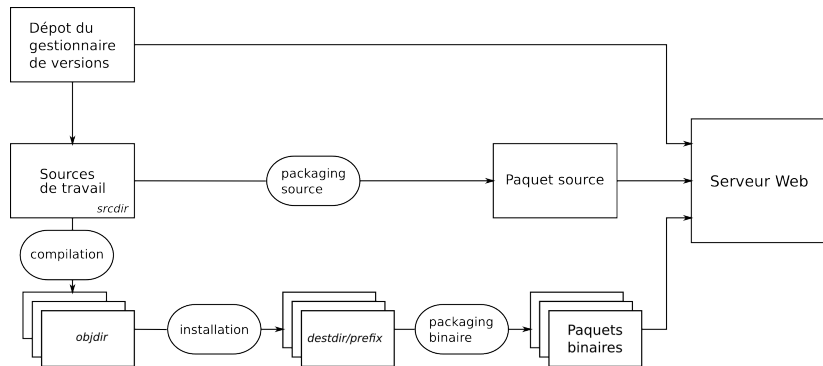 Dépot du
gestionnaire
de versions
Sources
de travail
srcdir
packaging
source
Paquet source
Serveur Web
compilation
objdir
installation
destdir/prefix
packaging
binaire
Paquets
binaires